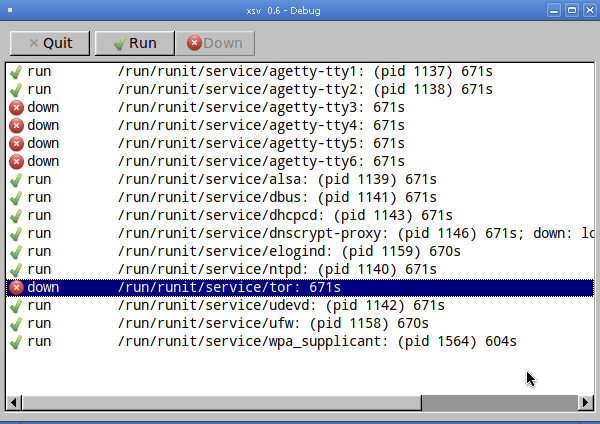 xsv 0.6 - Debug
Quit Run Down
run /run/runit/service/agetty-tty1: (pid 1137) 671s
run /run/runit/service/agetty-tty2: (pid 1138) 671s
down /run/runit/service/agetty-tty3: 671s
down /run/runit/service/agetty-tty4: 671s
down /run/runit/service/agetty-tty5: 671s
down /run/runit/service/agetty-tty6: 671s
run /run/runit/service/alsa: (pid 1139) 671s
run /run/runit/service/dbus: (pid 1141) 671s
run /run/runit/service/dhcpcd: (pid 1143) 671s
run /run/runit/service/dnscrypt-proxy: (pid 1146) 671s; down: lo
run /run/runit/service/elogind: (pid 1159) 670s
run /run/runit/service/ntpd: (pid 1140) 671s
down /run/runit/service/tor: 671s
run /run/runit/service/udevd: (pid 1142) 671s
run /run/runit/service/ufw: (pid 1158) 670s
run /run/runit/service/wpa_supplicant: (pid 1564) 604s